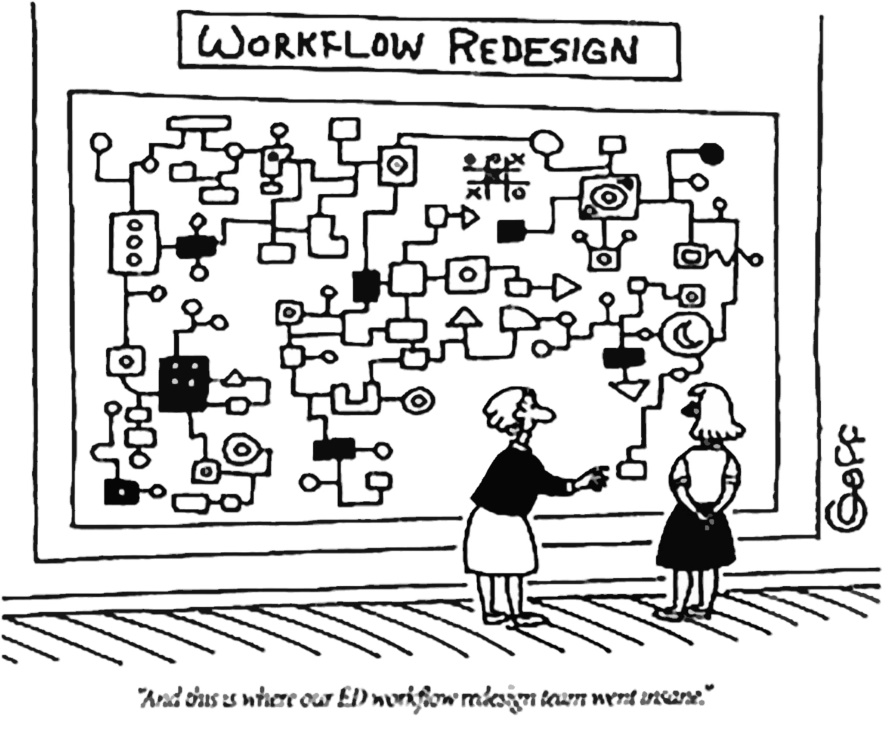 WORKFLOW REDESIGN
GOFF
"And this is where our ED workflow redesign team went insane."